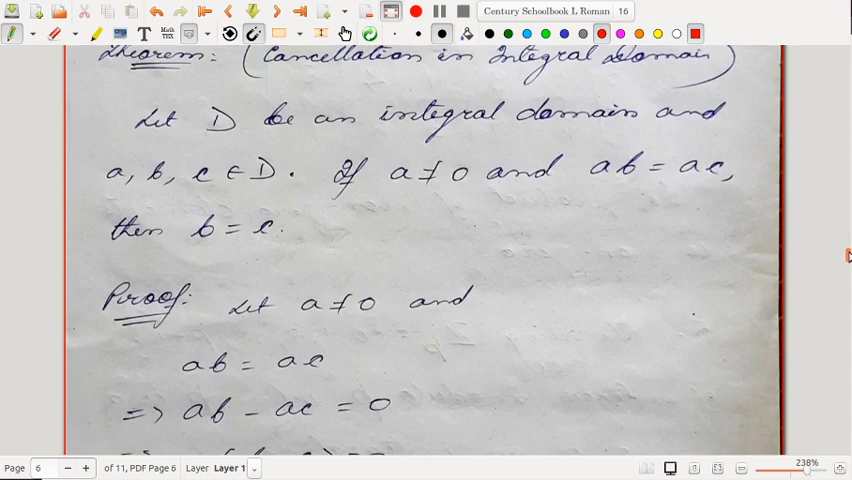 Century Schoolbook L Roman 16
Theorem: (Cancellation in Integral Domain)
Let D be an integral domain and
a, b, c ∈ D. If a ≠ 0 and ab = ac,
then b = c.
Proof: Let a ≠ 0 and
ab = ac
=> ab - ac = 0
Page 6 of 11, PDF Page 6 Layer Layer 1 238%